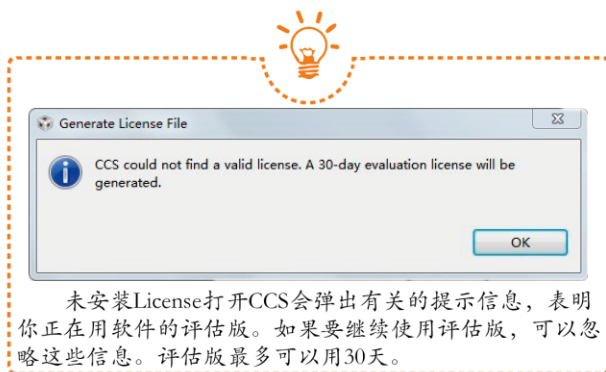 Generate License File
CCS could not find a valid license. A 30-day evaluation license will be
generated.
OK
未安装License打开CCS会弹出有关的提示信息，表明
你正在用软件的评估版。如果要继续使用评估版，可以忽
略这些信息。评估版最多可以用30天。